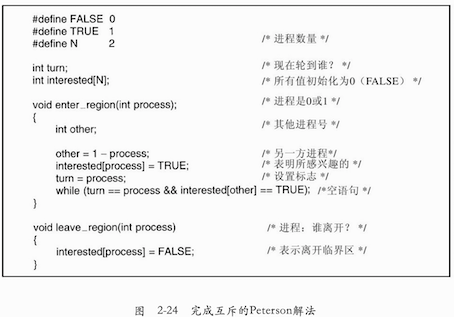 #define FALSE 0
#define TRUE 1
#define N 2 /* 进程数量 */
int turn; /* 现在轮到谁？ */
int interested[N]; /* 所有值初始化为0（FALSE） */
void enter_region(int process); /* 进程是0或1 */
{
int other; /* 其他进程号 */
other = 1 – process; /* 另一方进程*/
interested[process] = TRUE; /* 表明所感兴趣的 */
turn = process; /* 设置标志 */
while (turn == process && interested[other] == TRUE); /*空语句 */
}
void leave_region(int process) /* 进程：谁离开？ */
{
interested[process] = FALSE; /* 表示离开临界区 */
}
图 2-24 完成互斥的Peterson解法